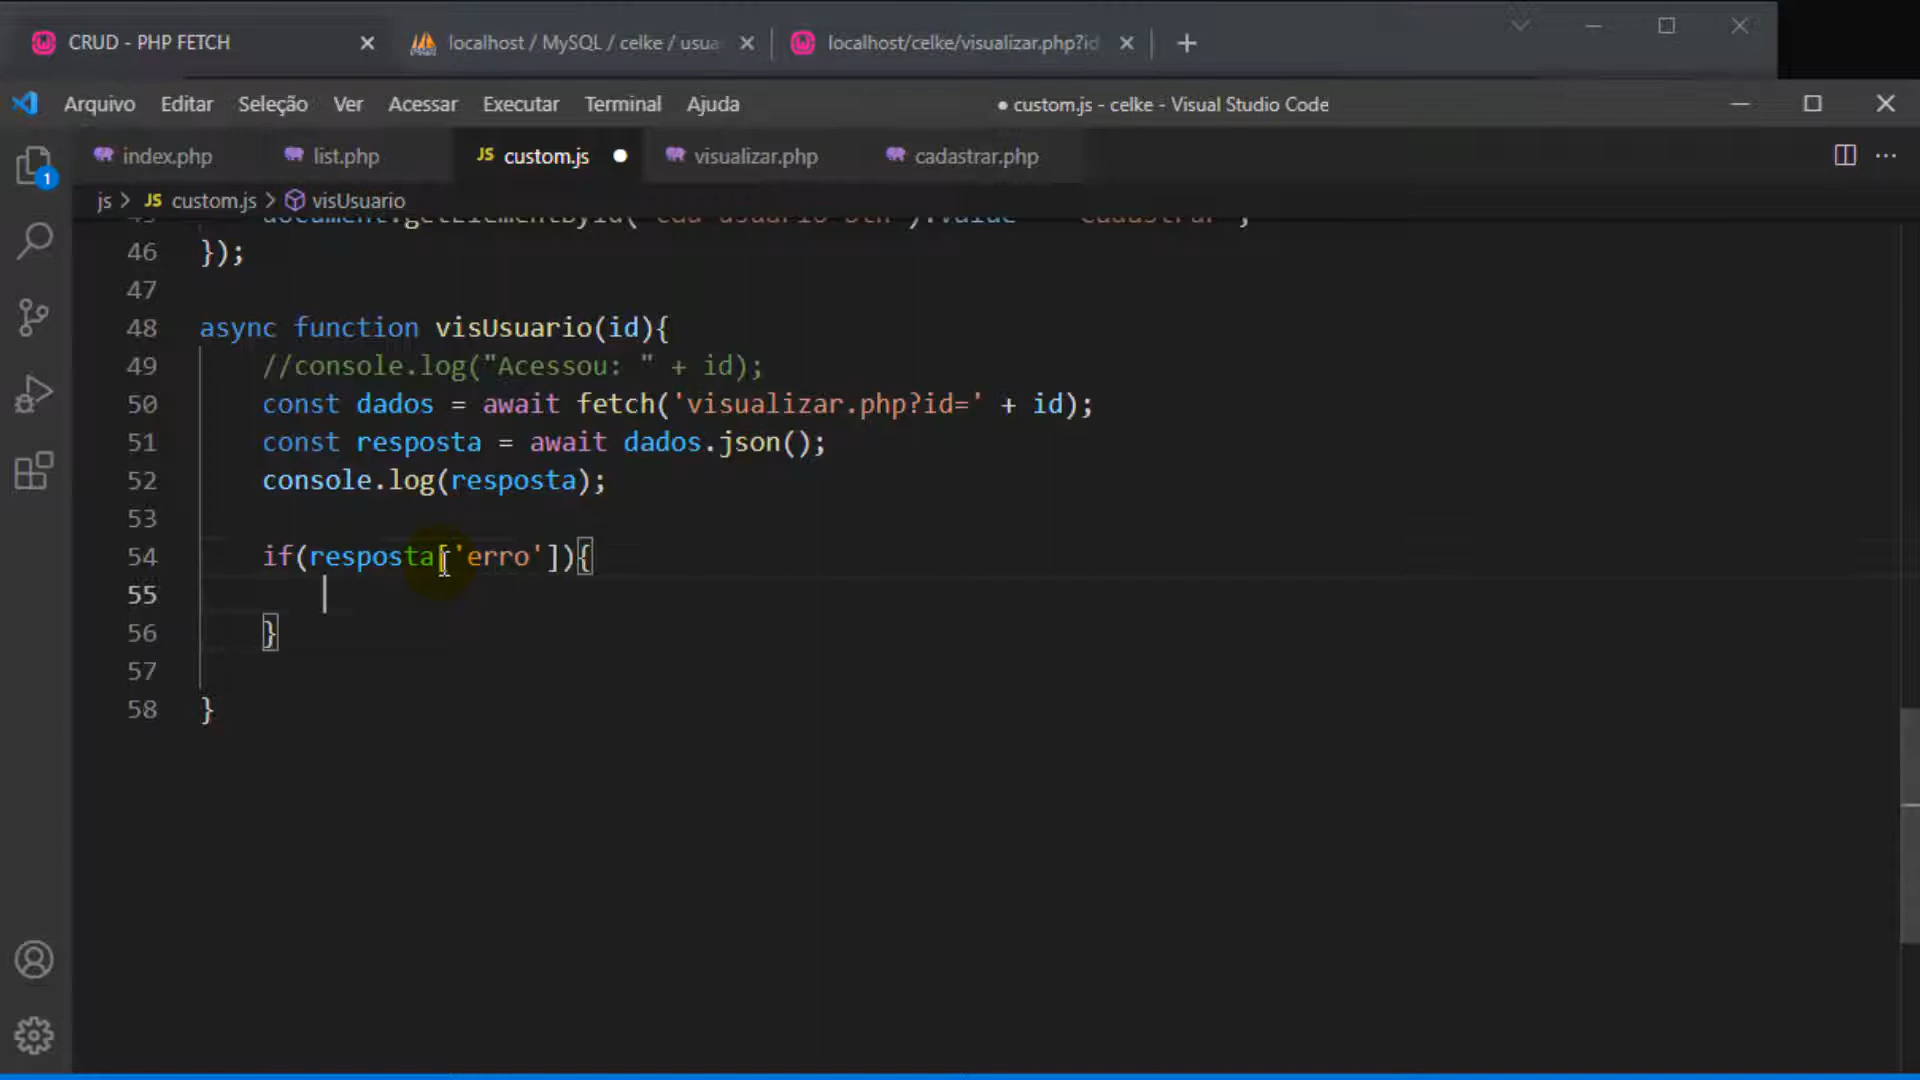 CRUD - PHP FETCH
localhost / MySQL / celke / usua
localhost/celke/visualizar.php?id
Arquivo Editar Seleção Ver Acessar Executar Terminal Ajuda
● custom.js - celke - Visual Studio Code
1
index.php
list.php
JS custom.js ●
visualizar.php
cadastrar.php
js > JS custom.js > visUsuario
46 });
47
48 async function visUsuario(id){
49 //console.log("Acessou: " + id);
50 const dados = await fetch('visualizar.php?id=' + id);
51 const resposta = await dados.json();
52 console.log(resposta);
53
54 if(resposta['erro']){
55
56 }
57
58 }